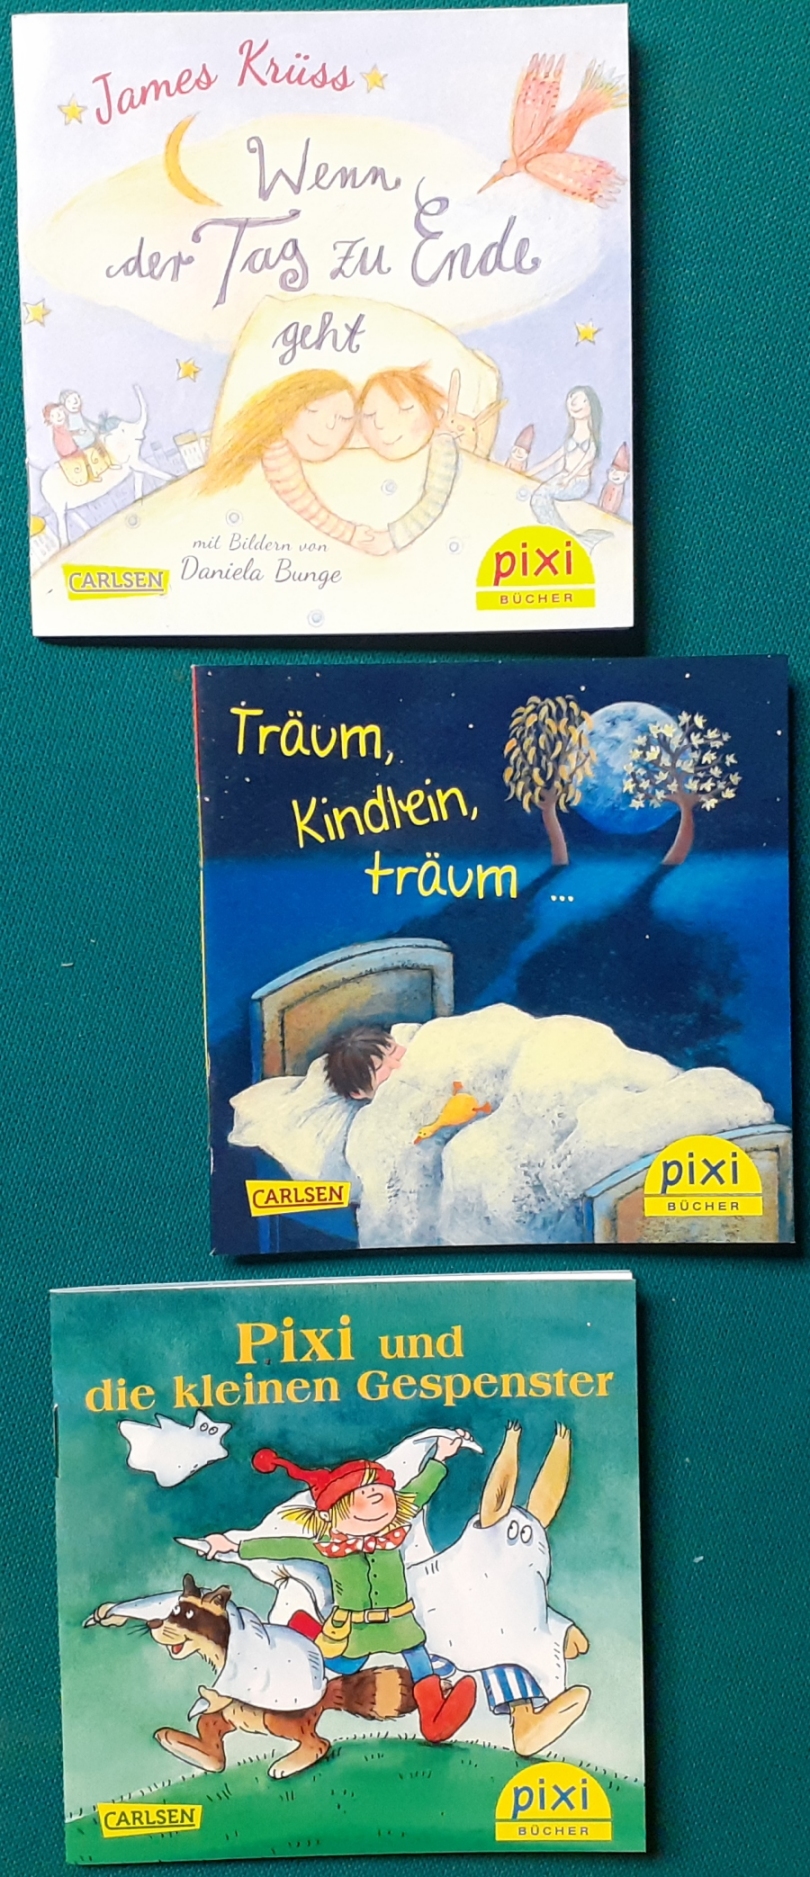 James Krüss
Wenn
der Tag zu Ende
geht
mit Bildern von
Daniela Bunge
CARLSEN
pixi
BÜCHER
Träum,
Kindlein,
träum ...
CARLSEN
pixi
BÜCHER
Pixi und
die kleinen Gespenster
CARLSEN
pixi
BÜCHER